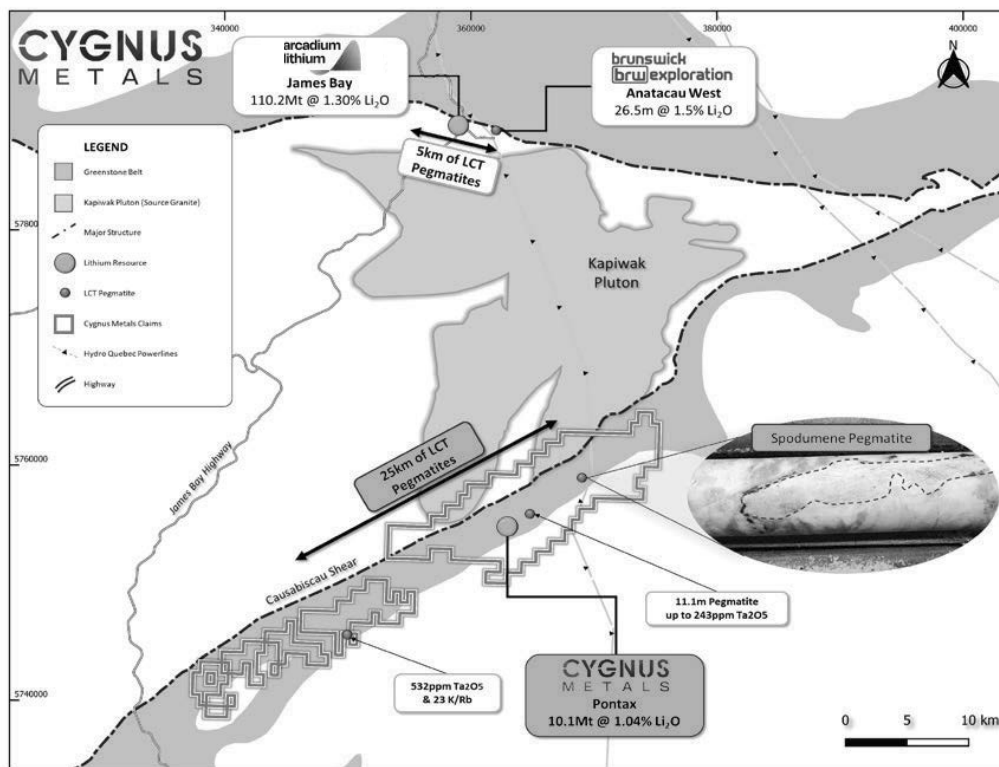 340000
360000
400000
CYGNUS
METALS
arcadium
lithium
James Bay
110.2Mt @ 1.30% Li₂O
brunswick
brw exploration
Anatacau West
26.5m @ 1.5% Li₂O
N
5km of LCT
Pegmatites
LEGEND
Greenstone Belt
Kapiwak Pluton (Source Granite)
Major Structure
Lithium Resource
LCT Pegmatite
Cygnus Metals Claims
Hydro Quebec Powerlines
Highway
57800
Kapiwak
Pluton
James Bay Highway
25km of LCT
Pegmatites
5760000
Spodumene Pegmatite
Causabiscau Shear
11.1m Pegmatite
up to 243ppm Ta2O5
532ppm Ta2O5
& 23 K/Rb
CYGNUS
METALS
Pontax
10.1Mt @ 1.04% Li₂O
5740000
0 5 10 km